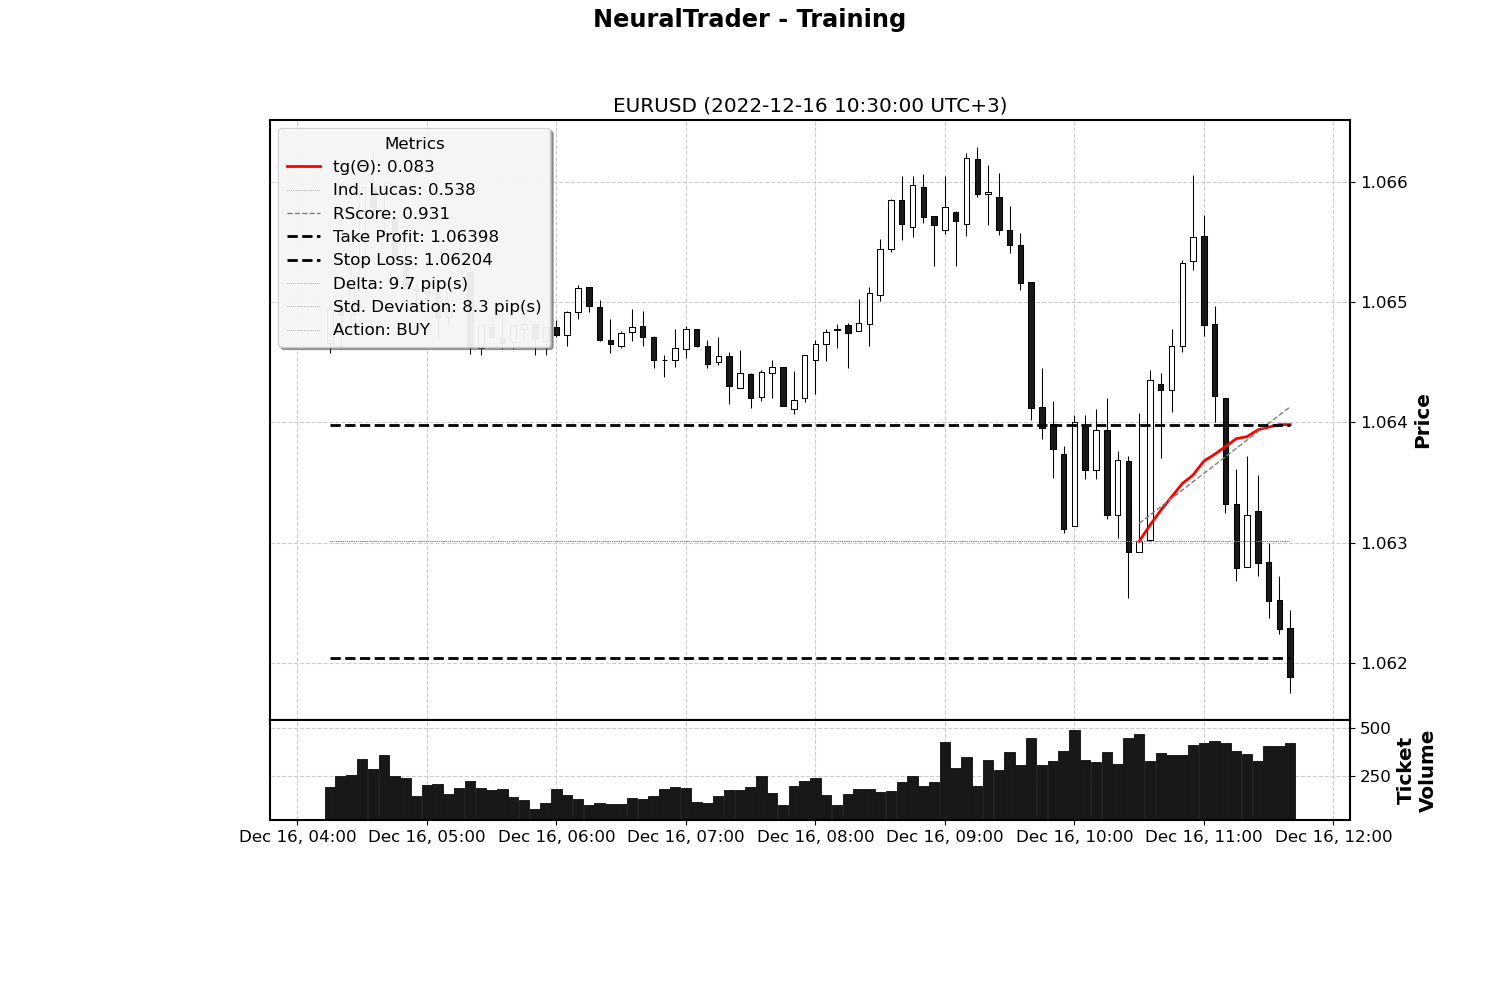 NeuralTrader - Training
EURUSD (2022-12-16 10:30:00 UTC+3)
Metrics
tg(Θ): 0.083
Ind. Lucas: 0.538
RScore: 0.931
Take Profit: 1.06398
Stop Loss: 1.06204
Delta: 9.7 pip(s)
Std. Deviation: 8.3 pip(s)
Action: BUY
1.066
1.065
1.064
1.063
1.062
Price
500
250
Ticket
Volume
Dec 16, 04:00 Dec 16, 05:00 Dec 16, 06:00 Dec 16, 07:00 Dec 16, 08:00 Dec 16, 09:00 Dec 16, 10:00 Dec 16, 11:00 Dec 16, 12:00